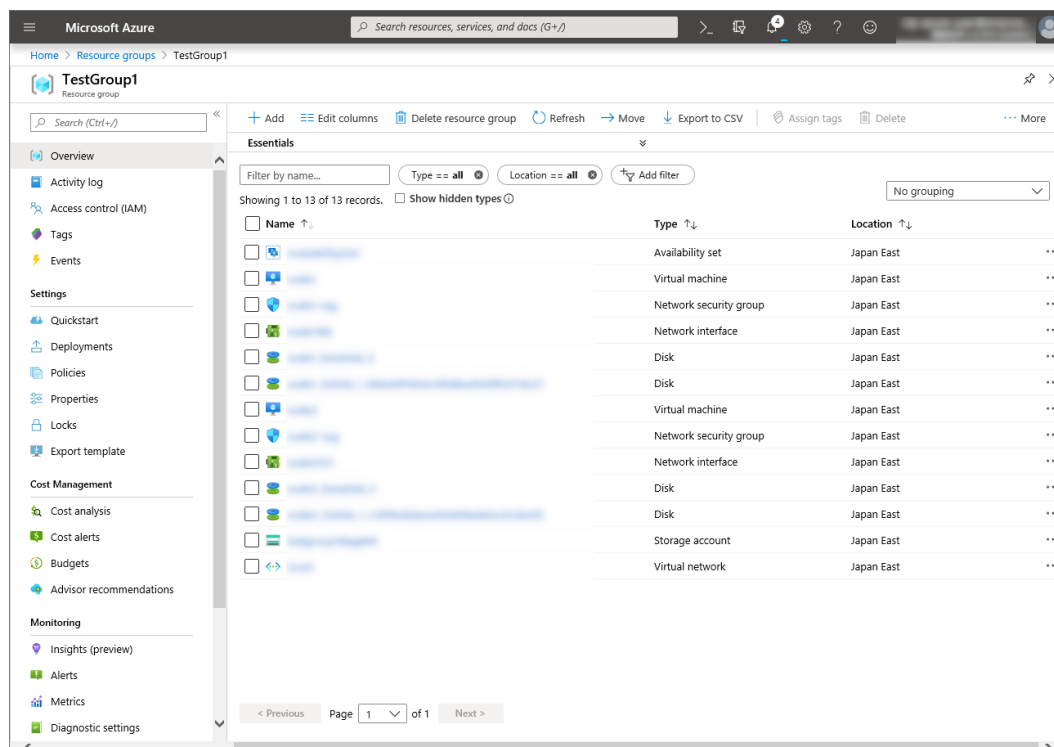 Microsoft Azure
Search resources, services, and docs (G+/)
4
Home > Resource groups > TestGroup1
TestGroup1
Resource group
Search (Ctrl+/)
Overview
Activity log
Access control (IAM)
Tags
Events
Settings
Quickstart
Deployments
Policies
Properties
Locks
Export template
Cost Management
Cost analysis
Cost alerts
Budgets
Advisor recommendations
Monitoring
Insights (preview)
Alerts
Metrics
Diagnostic settings
Add Edit columns Delete resource group Refresh Move Export to CSV Assign tags Delete More
Essentials
Filter by name... Type == all Location == all Add filter
No grouping
Showing 1 to 13 of 13 records. Show hidden types
Name Type Location
Availability set Japan East
Virtual machine Japan East
Network security group Japan East
Network interface Japan East
Disk Japan East
Disk Japan East
Virtual machine Japan East
Network security group Japan East
Network interface Japan East
Disk Japan East
Disk Japan East
Storage account Japan East
Virtual network Japan East
< Previous Page 1 of 1 Next >